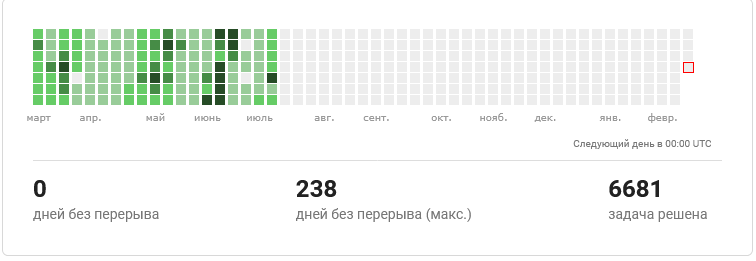 март апр. май июнь июль авг. сент. окт. нояб. дек. янв. февр.
Следующий день в 00:00 UTC
0 238 6681
дней без перерыва дней без перерыва (макс.) задача решена